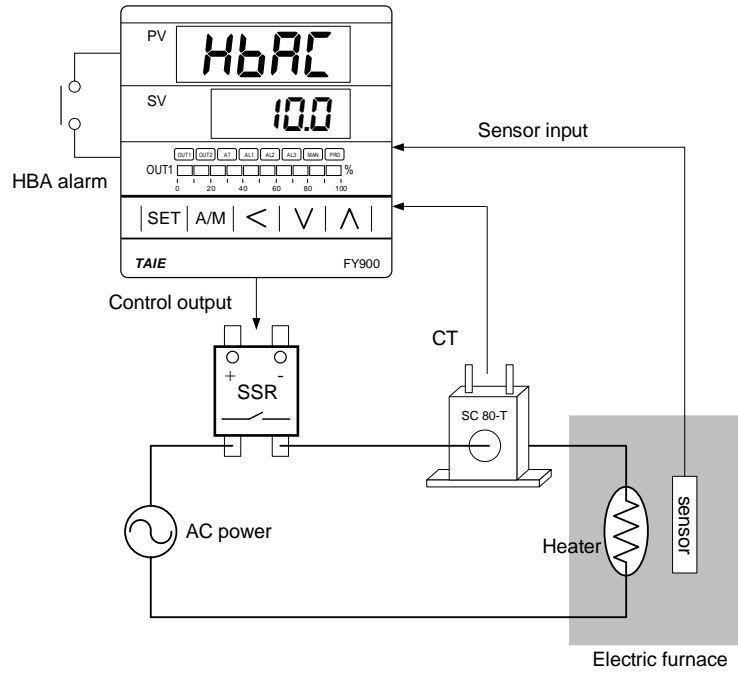 PV
HbAC
SV
10.0
OUT1 OUT2 AT AL1 AL2 AL3 MAN PRO
OUT1 %
0 20 40 60 80 100
SET A/M < V Λ
TAIE FY900
HBA alarm
Sensor input
Control output
CT
+ -
SSR
SC 80-T
AC power
Heater
sensor
Electric furnace